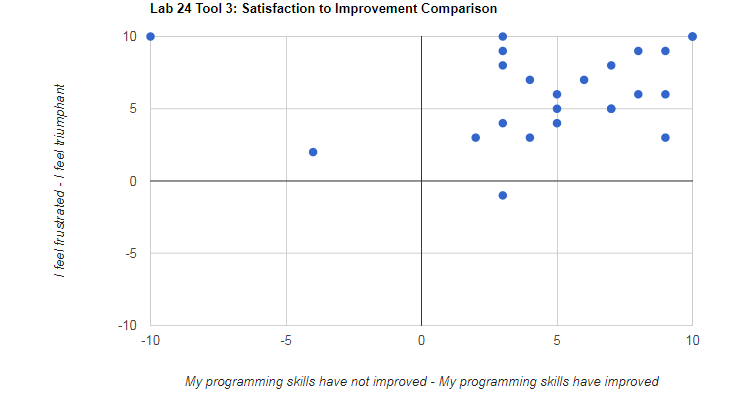 Lab 24 Tool 3: Satisfaction to Improvement Comparison
I feel frustrated - I feel triumphant
10
5
0
-5
-10
-10 -5 0 5 10
My programming skills have not improved - My programming skills have improved